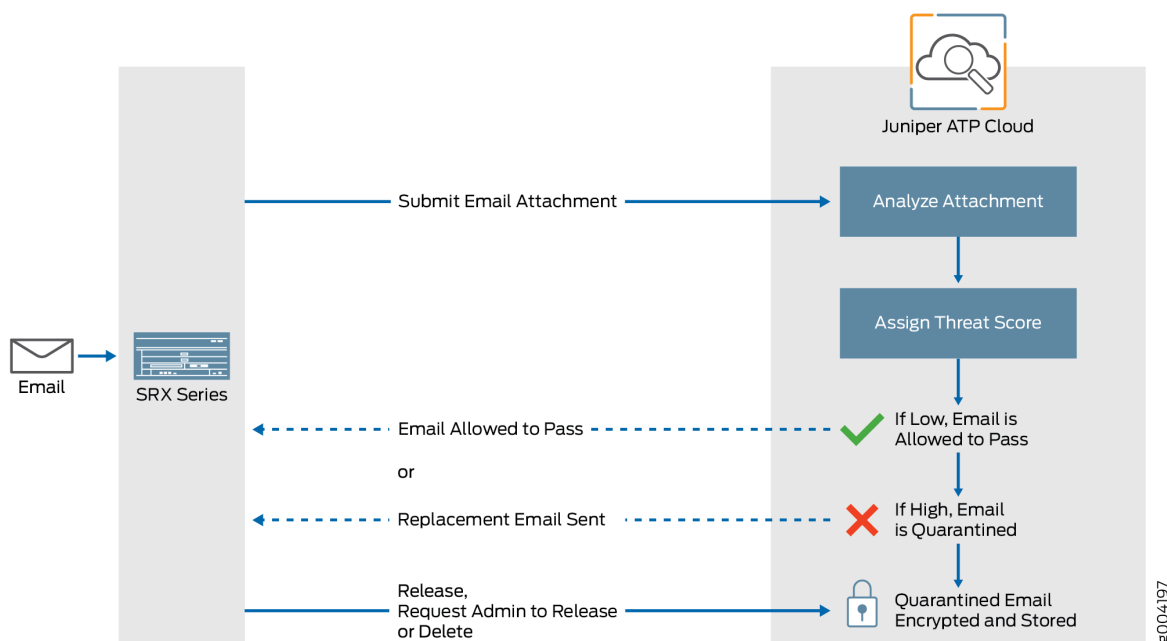 Juniper ATP Cloud
Submit Email Attachment
Analyze Attachment
Assign Threat Score
Email
SRX Series
Email Allowed to Pass
If Low, Email is
Allowed to Pass
or
Replacement Email Sent
If High, Email
is Quarantined
Release,
Request Admin to Release
or Delete
Quarantined Email
Encrypted and Stored
g004197